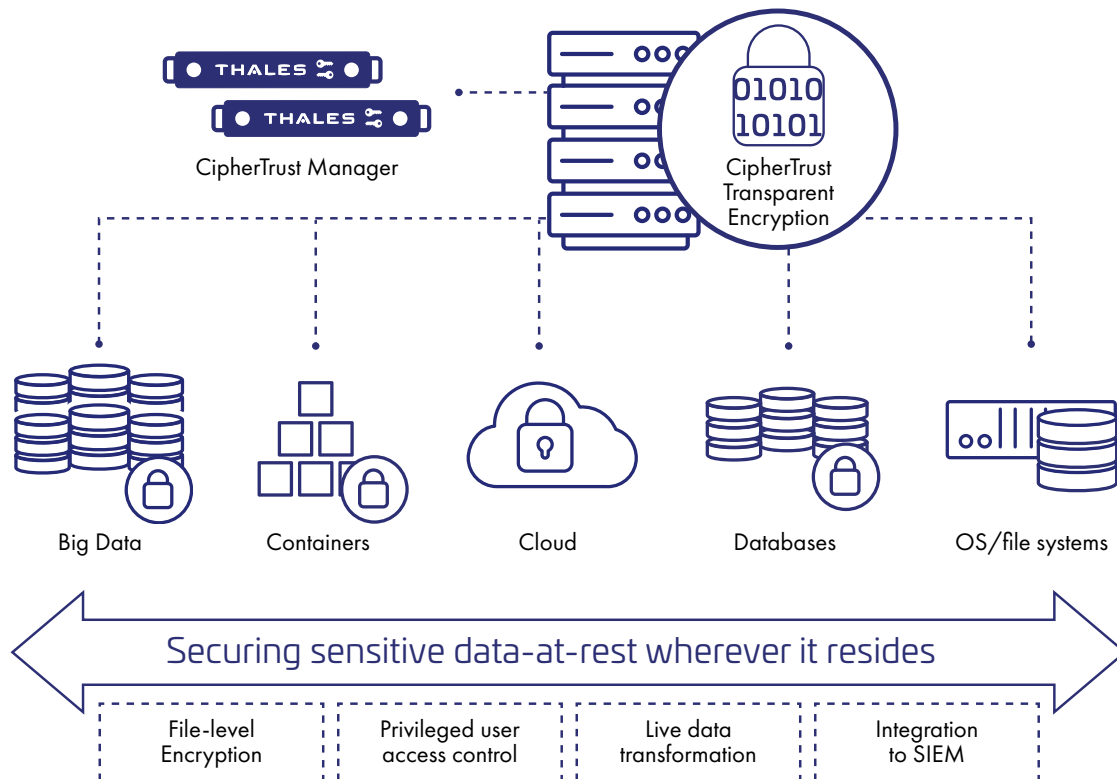 THALES
THALES
CipherTrust Manager
01010
10101
CipherTrust
Transparent
Encryption
Big Data
Containers
Cloud
Databases
OS/file systems
Securing sensitive data-at-rest wherever it resides
File-level
Encryption
Privileged user
access control
Live data
transformation
Integration
to SIEM